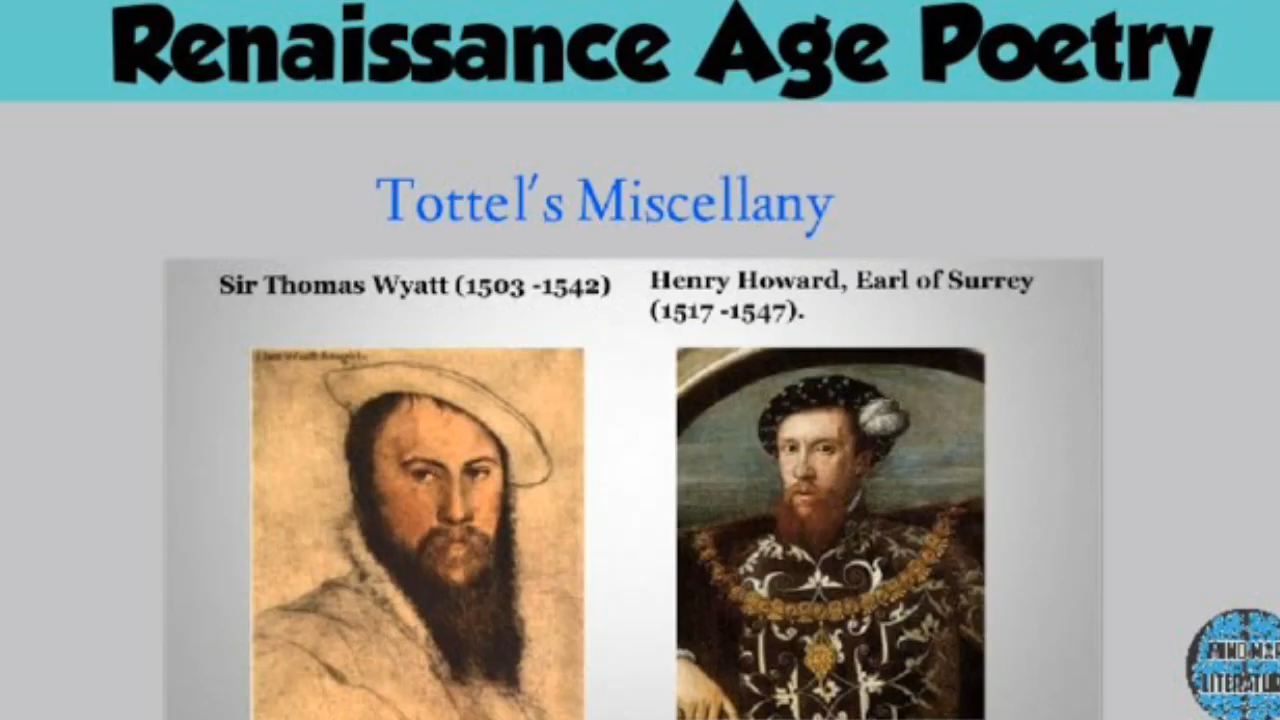 Renaissance Age Poetry
Tottel's Miscellany
Sir Thomas Wyatt (1503 -1542)
Henry Howard, Earl of Surrey
(1517 -1547).